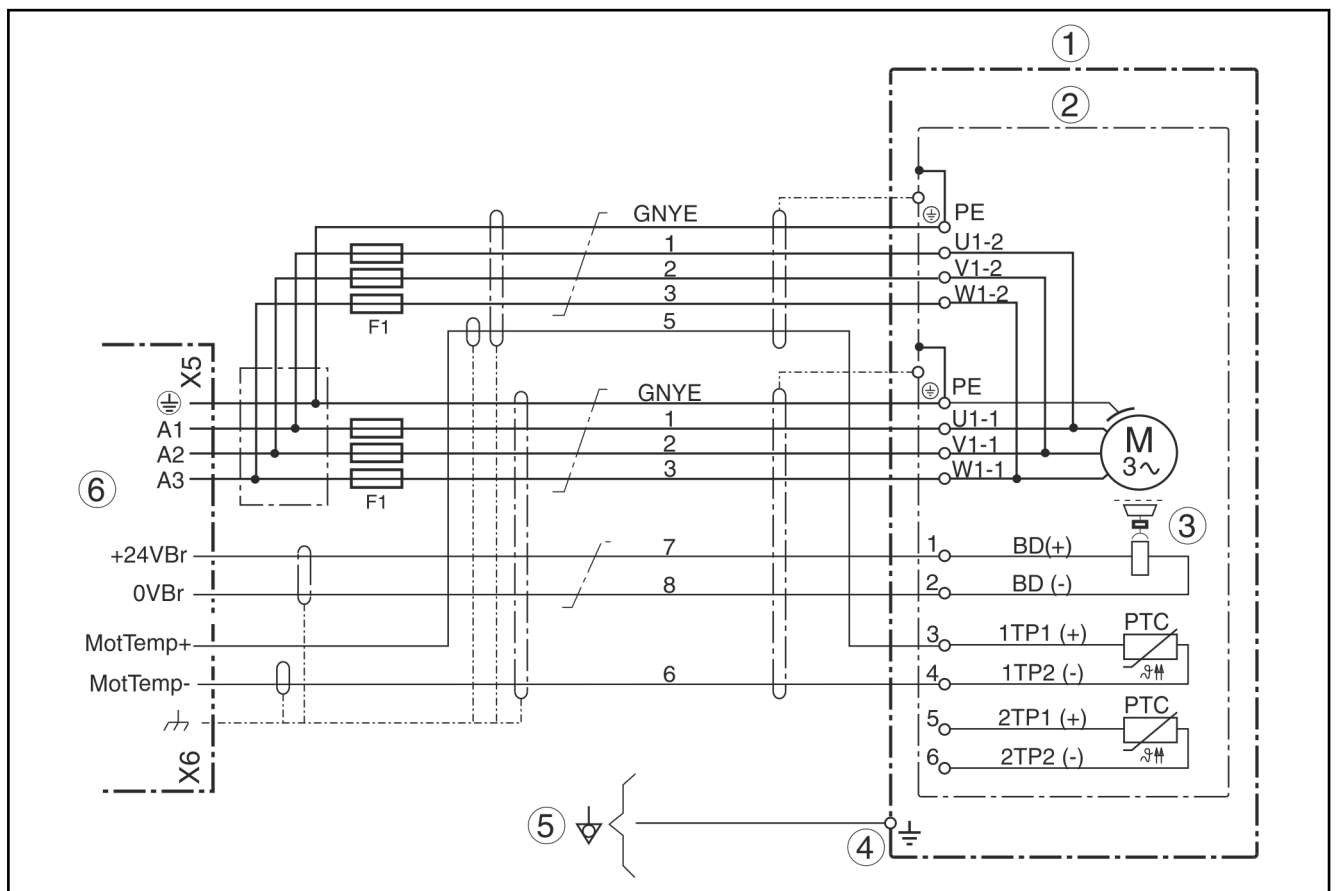 1
2
GNYE
PE
1
U1-2
2
V1-2
3
W1-2
F1
5
X5
GNYE
PE
A1
1
U1-1
A2
2
V1-1
M
3~
A3
3
W1-1
6
F1
3
+24VBr
7
1
BD(+)
0VBr
8
2
BD (-)
MotTemp+
3
1TP1 (+)
PTC
MotTemp-
6
4
1TP2 (-)
ϑ
5
2TP1 (+)
PTC
X6
6
2TP2 (-)
ϑ
5
4